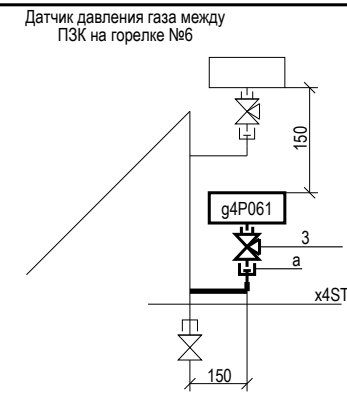 Датчик давления газа между
ПЗК на горелке №6
150
g4P061
3
a
x4ST
150